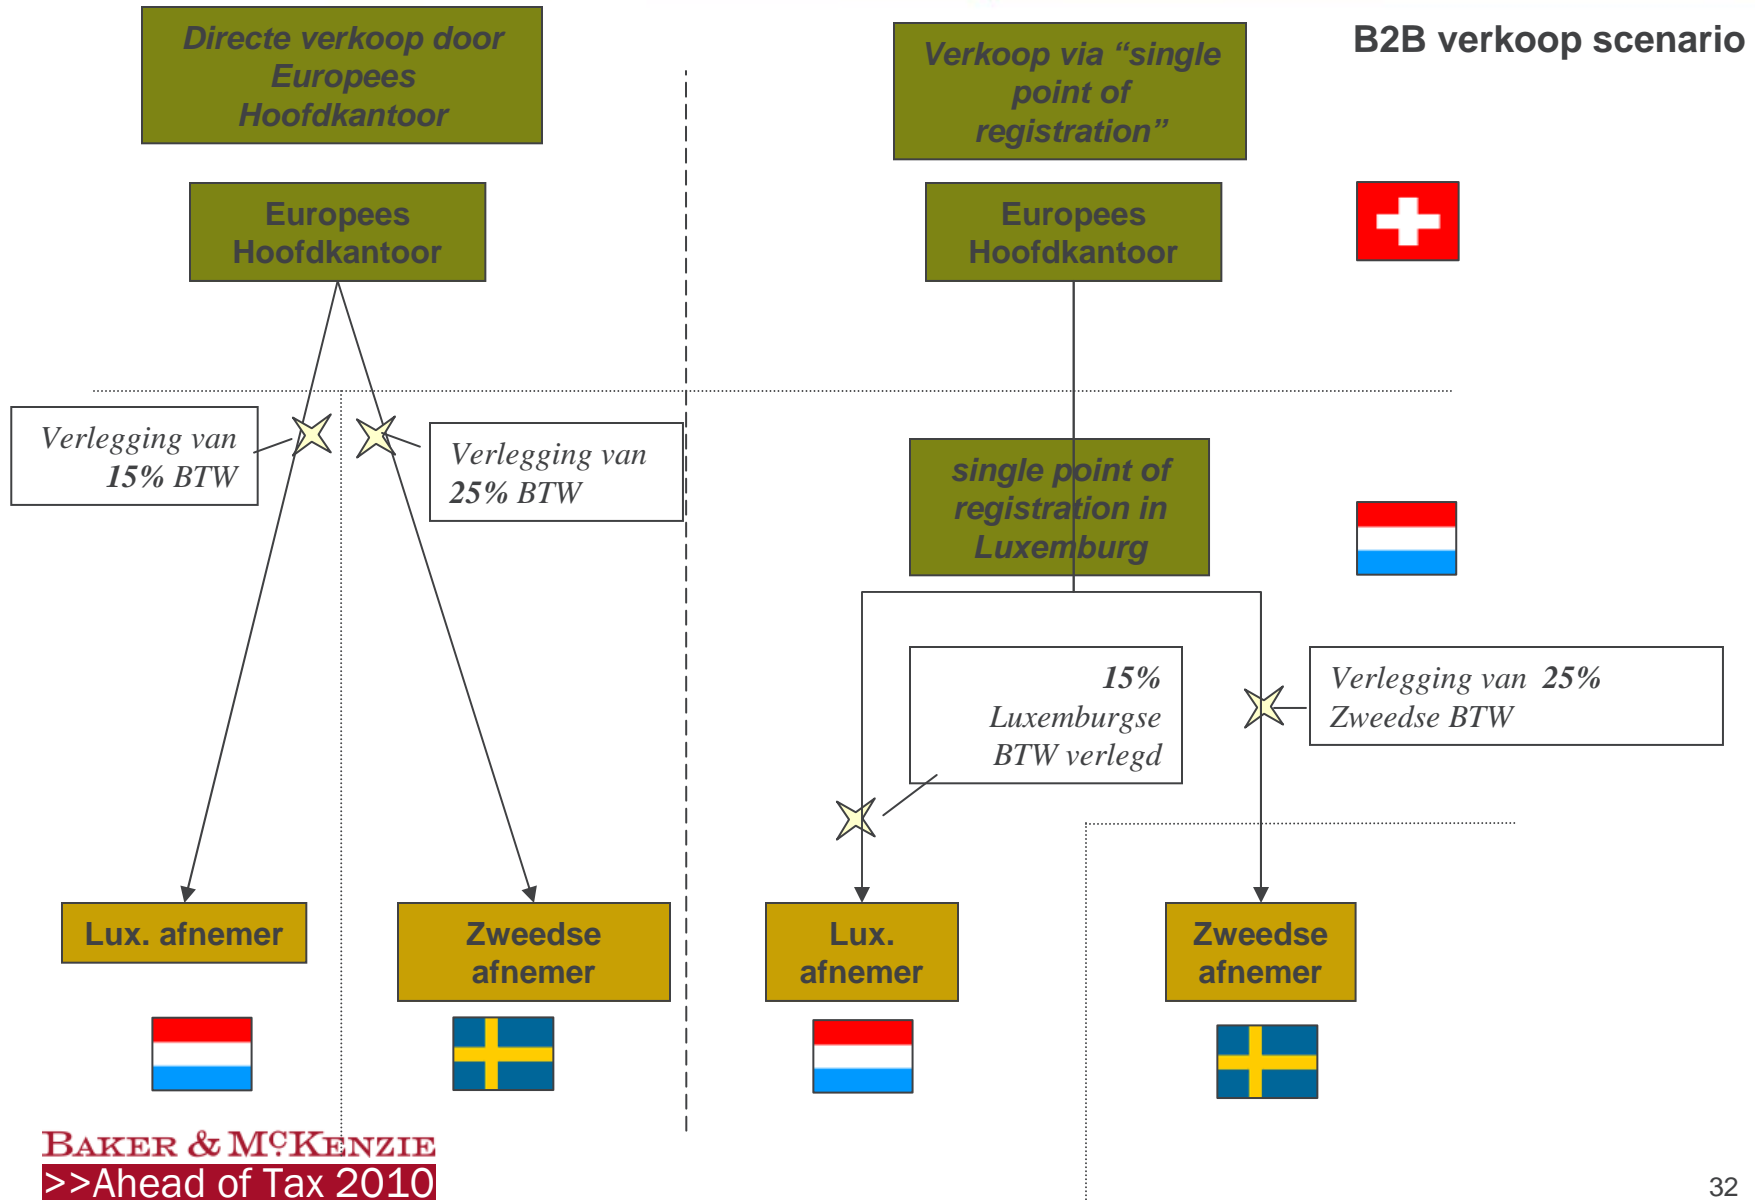 B2B verkoop scenario
Directe verkoop door
Europees
Hoofdkantoor
Europees
Hoofdkantoor
Verlegging van
15% BTW
Verlegging van
25% BTW
Lux. afnemer
Zweedse
afnemer
Verkoop via “single
point of
registration”
Europees
Hoofdkantoor
single point of
registration in
Luxemburg
15%
Luxemburgse
BTW verlegd
Verlegging van 25%
Zweedse BTW
Lux.
afnemer
Zweedse
afnemer
BAKER & MCKENZIE
>>Ahead of Tax 2010
32